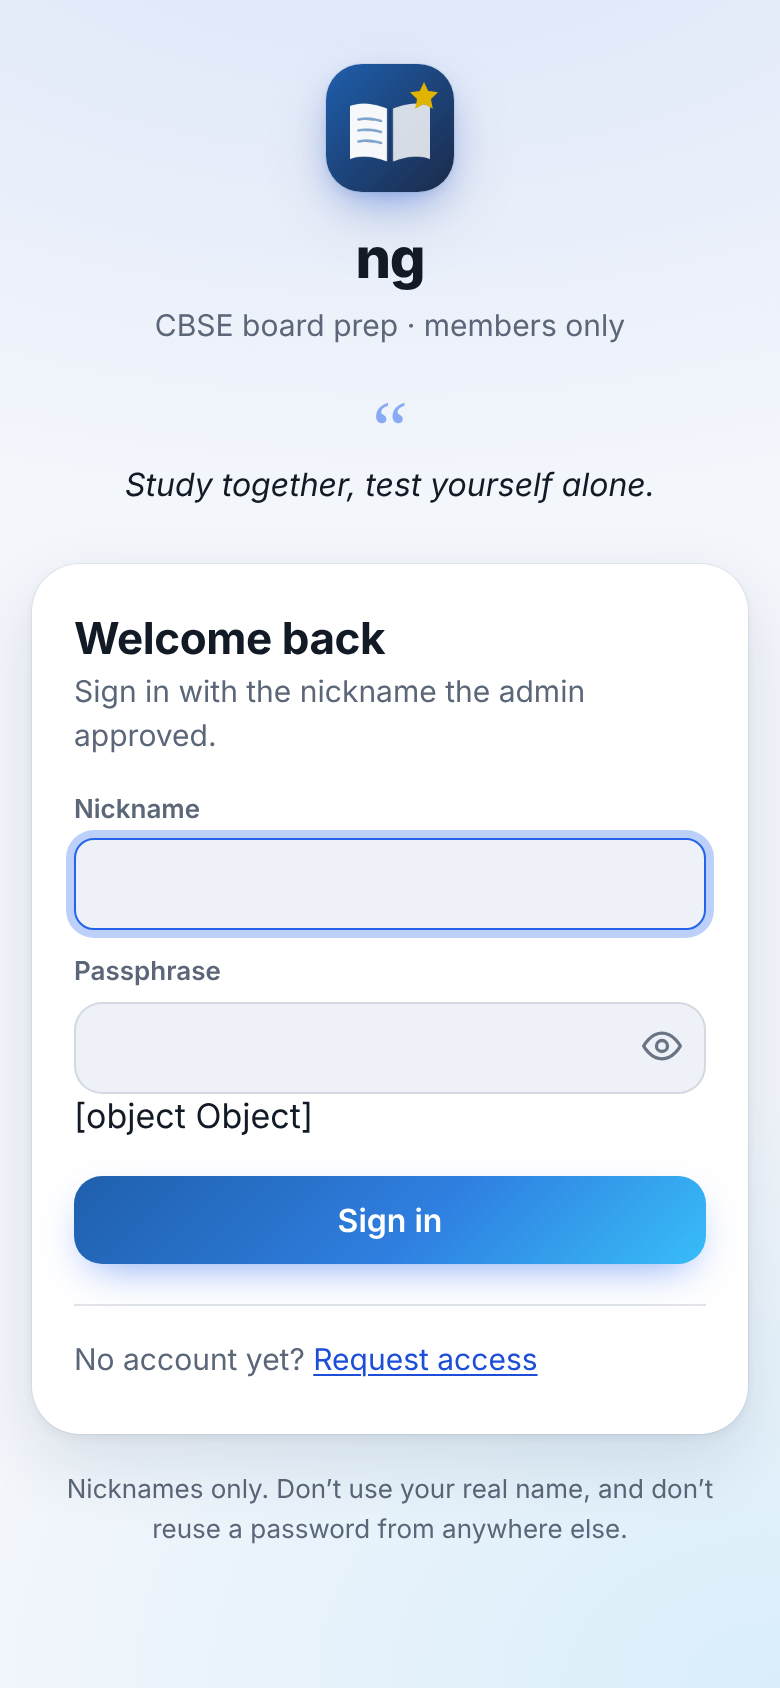 ng
CBSE board prep · members only
“
Study together, test yourself alone.
Welcome back
Sign in with the nickname the admin
approved.
Nickname
Passphrase
[object Object]
Sign in
No account yet? Request access
Nicknames only. Don’t use your real name, and don’t
reuse a password from anywhere else.